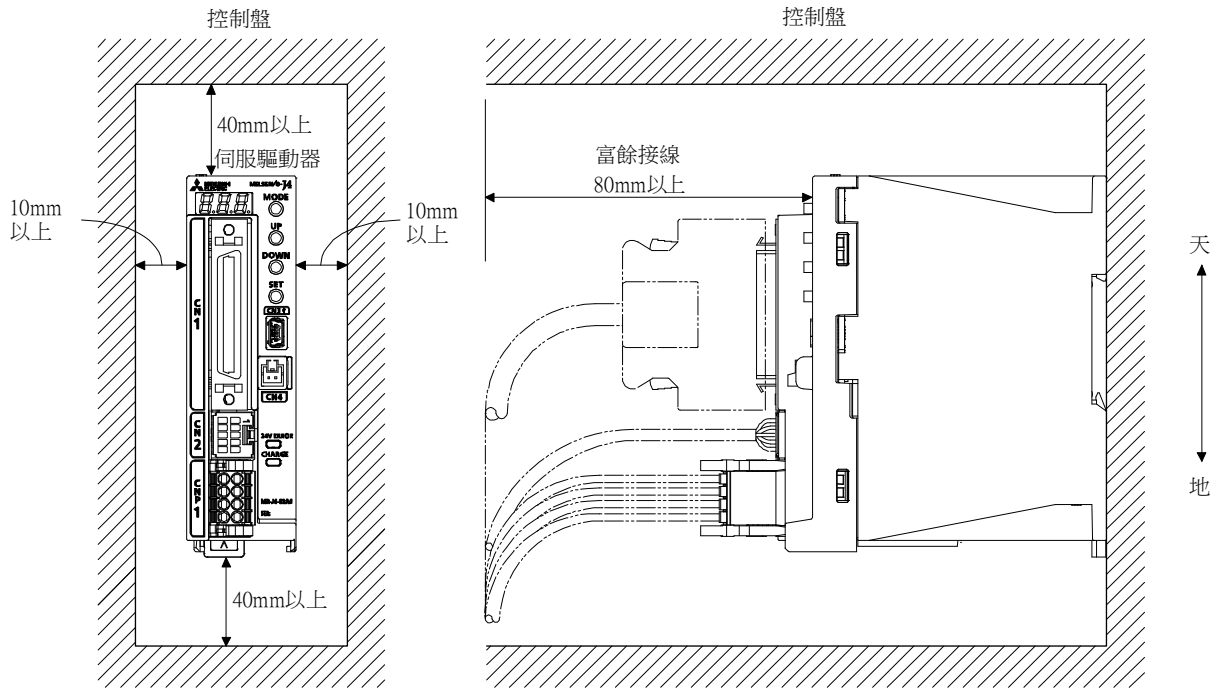 控制盤
控制盤
40mm以上
伺服驅動器
富餘接線
80mm以上
10mm
以上
10mm
以上
MITSUBISHI
ELECTRIC
MODE
UP
DOWN
SET
CN1
CN4
CN2
24V ERROR
CHARGE
CNP1
40mm以上
天
地